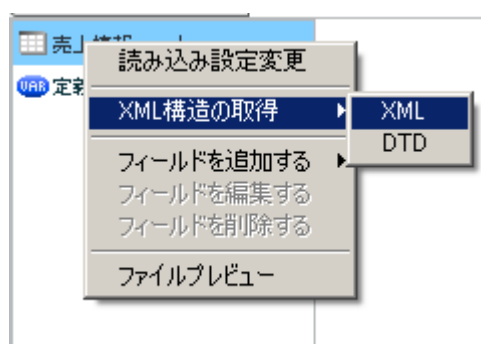 売上
読み込み設定変更
VAR 定
XML構造の取得
XML
DTD
フィールドを追加する
フィールドを編集する
フィールドを削除する
ファイルプレビュー